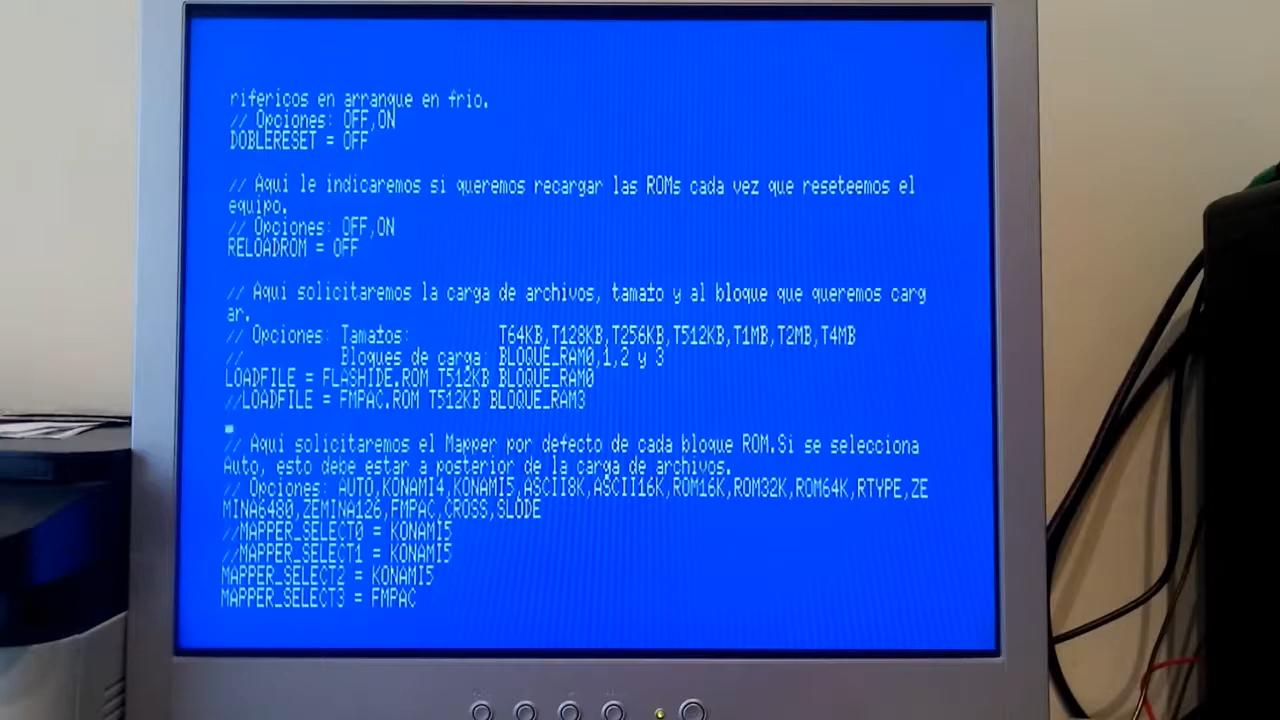 rifericos en arranque en frio.
// Opciones: OFF,ON
DOBLERESET = OFF
// Aqui le indicaremos si queremos recargar las ROMs cada vez que reseteemos el
equipo.
// Opciones: OFF,ON
RELOADROM = OFF
// Aqui solicitaremos la carga de archivos, tamaŧo y al bloque que queremos carg
ar.
// Opciones: Tamaŧos: T64KB,T128KB,T256KB,T512KB,T1MB,T2MB,T4MB
// Bloques de carga: BLOQUE_RAM0,1,2 y 3
LOADFILE = FLASHIDE.ROM T512KB BLOQUE_RAM0
//LOADFILE = FMPAC.ROM T512KB BLOQUE_RAM3
// Aqui solicitaremos el Mapper por defecto de cada bloque ROM.Si se selecciona
Auto, esto debe estar a posterior de la carga de archivos.
// Opciones: AUTO,KONAMI4,KONAMI5,ASCII8K,ASCII16K,ROM16K,ROM32K,ROM64K,RTYPE,ZE
MINA6480,ZEMINA126,FMPAC,CROSS,SLODE
//MAPPER_SELECT0 = KONAMI5
//MAPPER_SELECT1 = KONAMI5
MAPPER_SELECT2 = KONAMI5
MAPPER_SELECT3 = FMPAC